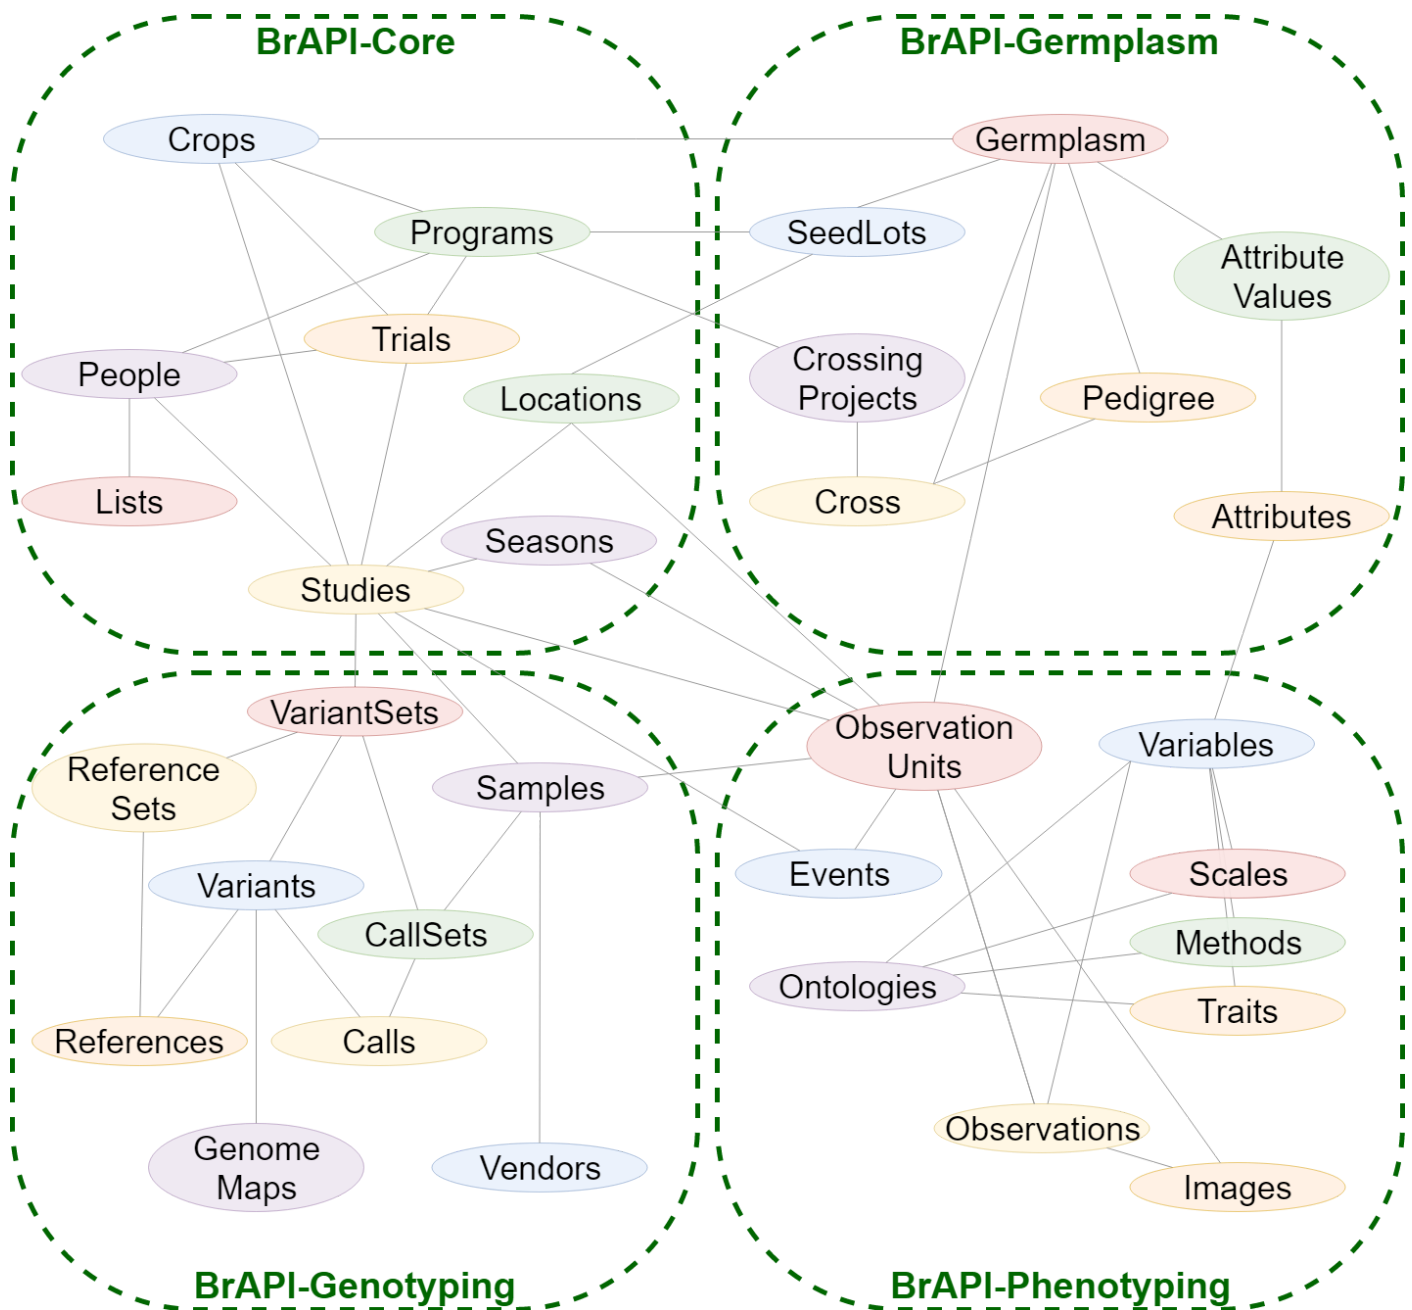 BrAPI-Core
Crops
Programs
Trials
People
Locations
Lists
Seasons
Studies
BrAPI-Germplasm
Germplasm
SeedLots
Attribute
Values
Crossing
Projects
Pedigree
Cross
Attributes
VariantSets
Reference
Sets
Samples
Variants
CallSets
References
Calls
Genome
Maps
Vendors
BrAPI-Genotyping
Observation
Units
Variables
Events
Scales
Methods
Ontologies
Traits
Observations
Images
BrAPI-Phenotyping